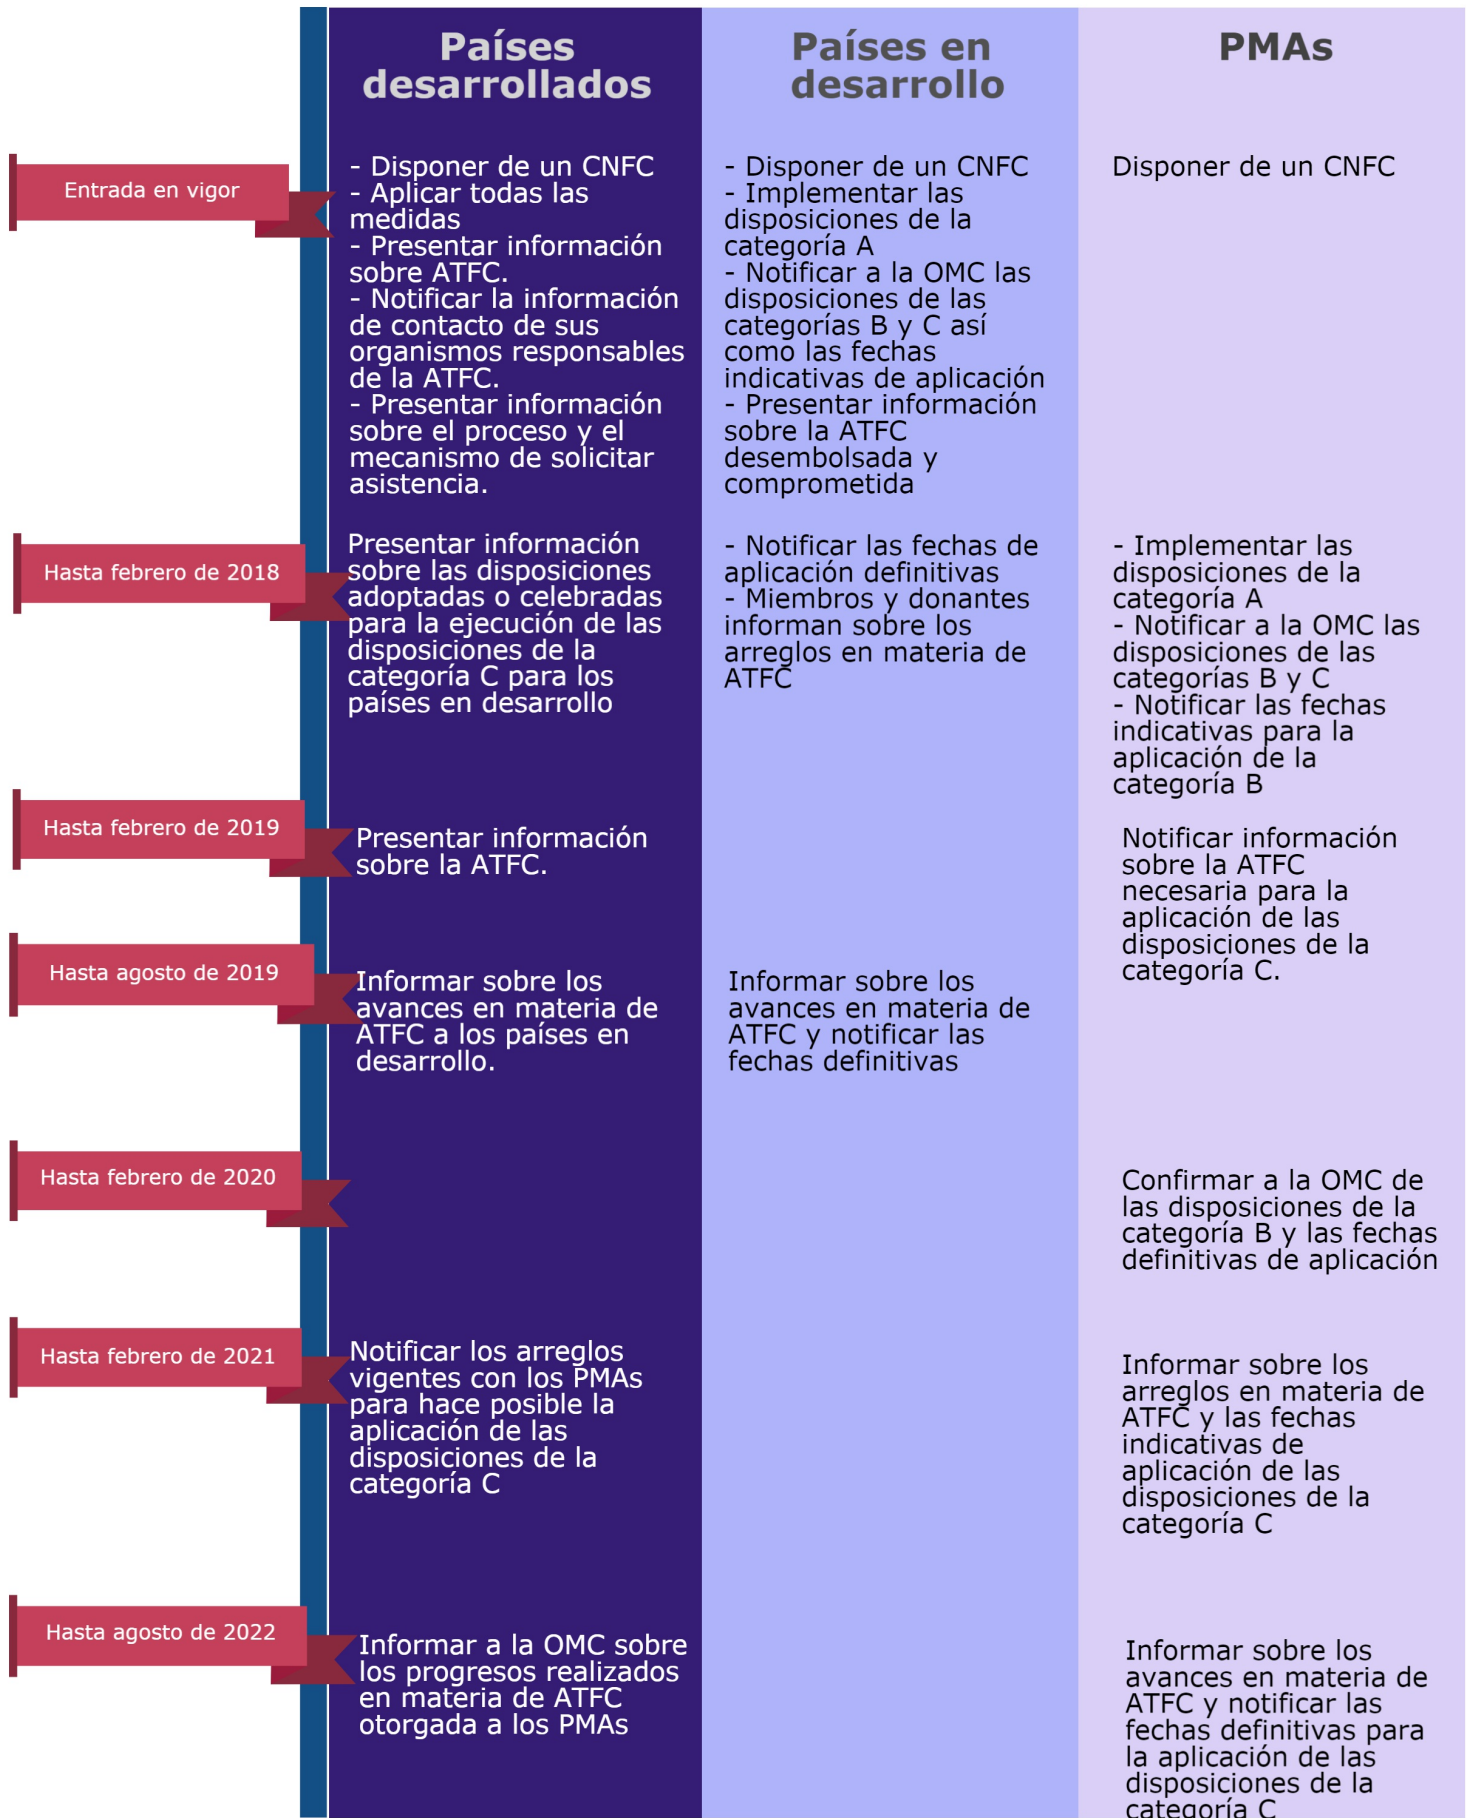 Países
desarrollados
Países en
desarrollo
PMAs
Entrada en vigor
- Disponer de un CNFC
- Aplicar todas las
medidas
- Presentar información
sobre ATFC.
- Notificar la información
de contacto de sus
organismos responsables
de la ATFC.
- Presentar información
sobre el proceso y el
mecanismo de solicitar
asistencia.
- Disponer de un CNFC
- Implementar las
disposiciones de la
categoría A
- Notificar a la OMC las
disposiciones de las
categorías B y C así
como las fechas
indicativas de aplicación
- Presentar información
sobre la ATFC
desembolsada y
comprometida
Disponer de un CNFC
Hasta febrero de 2018
Presentar información
sobre las disposiciones
adoptadas o celebradas
para la ejecución de las
disposiciones de la
categoría C para los
países en desarrollo
- Notificar las fechas de
aplicación definitivas
- Miembros y donantes
informan sobre los
arreglos en materia de
ATFC
- Implementar las
disposiciones de la
categoría A
- Notificar a la OMC las
disposiciones de las
categorías B y C
- Notificar las fechas
indicativas para la
aplicación de la
categoría B
Hasta febrero de 2019
Presentar información
sobre la ATFC.
Notificar información
sobre la ATFC
necesaria para la
aplicación de las
disposiciones de la
categoría C.
Hasta agosto de 2019
Informar sobre los
avances en materia de
ATFC a los países en
desarrollo.
Informar sobre los
avances en materia de
ATFC y notificar las
fechas definitivas
Hasta febrero de 2020
Confirmar a la OMC de
las disposiciones de la
categoría B y las fechas
definitivas de aplicación
Hasta febrero de 2021
Notificar los arreglos
vigentes con los PMAs
para hace posible la
aplicación de las
disposiciones de la
categoría C
Informar sobre los
arreglos en materia de
ATFC y las fechas
indicativas de
aplicación de las
disposiciones de la
categoría C
Hasta agosto de 2022
Informar a la OMC sobre
los progresos realizados
en materia de ATFC
otorgada a los PMAs
Informar sobre los
avances en materia de
ATFC y notificar las
fechas definitivas para
la aplicación de las
disposiciones de la
categoría C